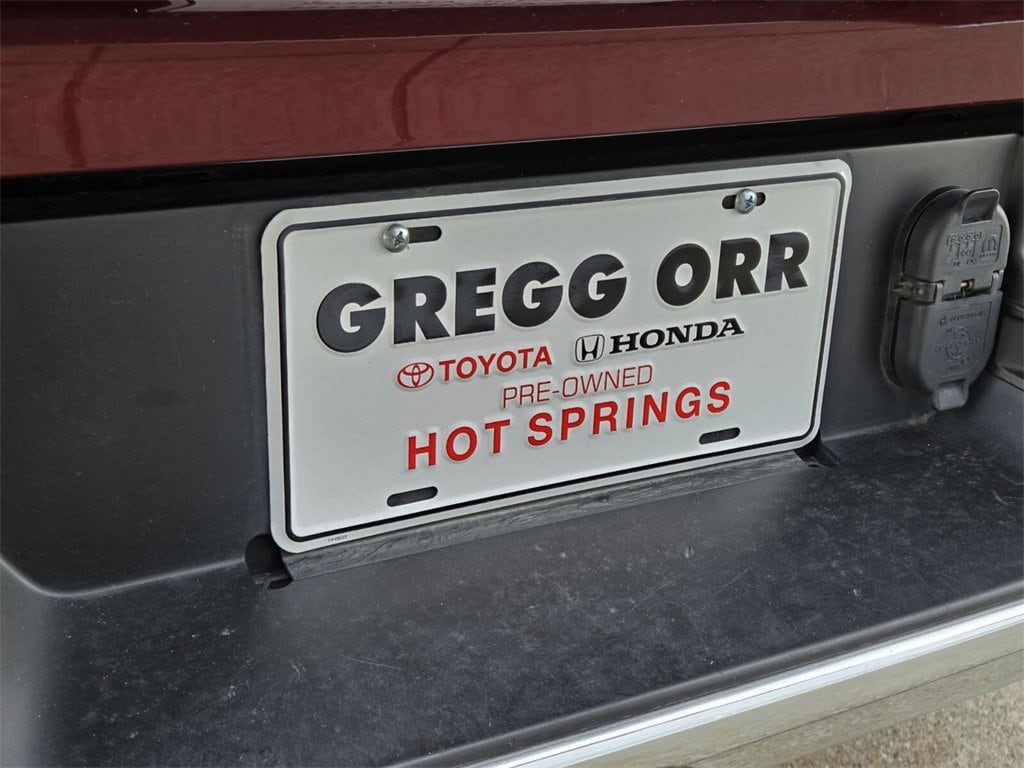 GREGG ORR
TOYOTA HONDA
PRE-OWNED
HOT SPRINGS